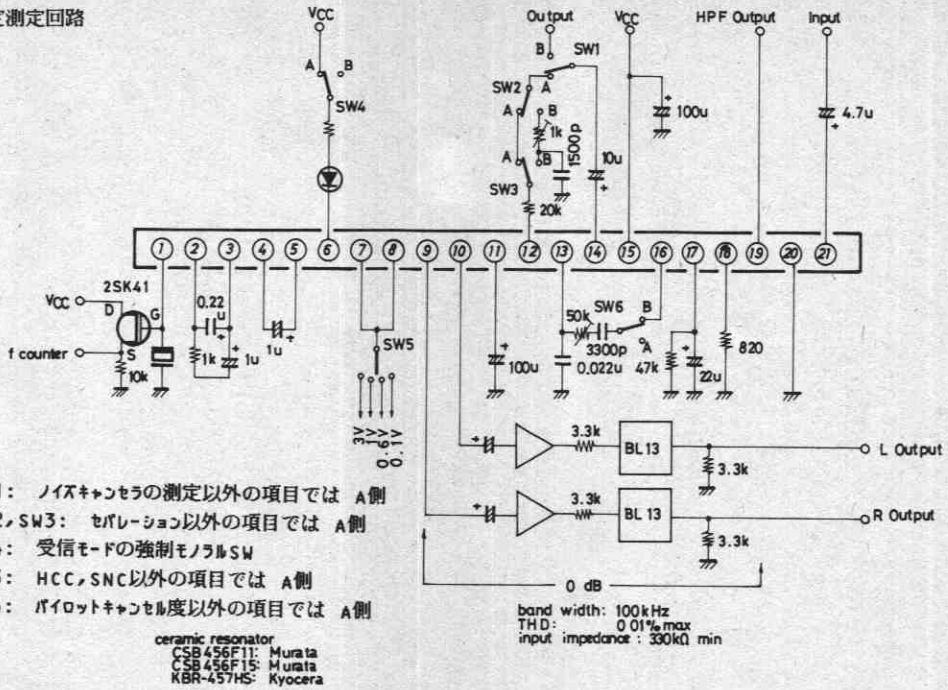 定測定回路
VCC
Output
VCC
HPF Output
Input
B
SW1
A
A
B
SW4
SW2
A
B
1k
1500p
A
B
SW3
20k
10u
+
+
100u
+
4.7u
1 2 3 4 5 6 7 8 9 10 11 12 13 14 15 16 17 18 19 20 21
2SK41
VCC
D
G
S
f counter
10k
0.22
u
+
1k
+
1u
+
1u
SW5
3V
1V
0.6V
0.1V
+
100u
50k
SW6
B
A
3300p
0.022u
47k
+
22u
820
+
3.3k
BL13
3.3k
L Output
+
3.3k
BL 13
3.3k
R Output
0 dB
: ノイズキャンセラの測定以外の項目では A側
,SW3: セパレーション以外の項目では A側
: 受信モードの強制モノラルSW
: HCC,SNC以外の項目では A側
: パイロットキャンセル度以外の項目では A側
band width: 100kHz
THD: 0 01% max
input impedance : 330kΩ min
ceramic resonator
CSB456F11: Murata
CSB456F15: Murata
KBR-457HS: Kyocera